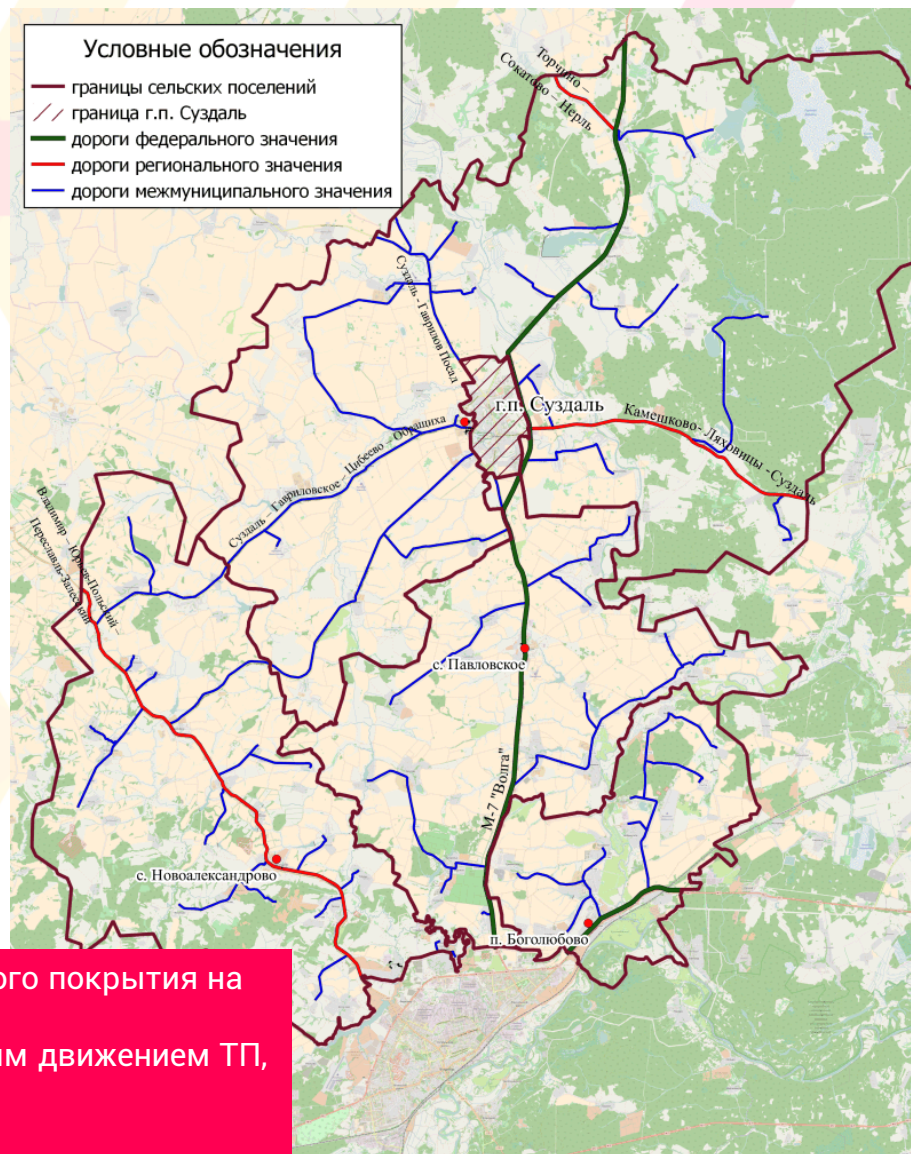 Условные обозначения
границы сельских поселений
граница г.п. Суздаль
дороги федерального значения
дороги регионального значения
дороги межмуниципального значения
Торчино –
Сокатово – Нерль
Суздаль - Гаврилов Посад
г.п. Суздаль
Камешково- Ляховицы -Суздаль
Суздаль – Гавриловское – Цибеево – Обращиха
Владимир – Юрьев-Польский –
Переславль-Залесский
с. Павловское
М-7 "Волга"
с. Новоалександрово
п. Боголюбово
ого покрытия на
ым движением ТП,